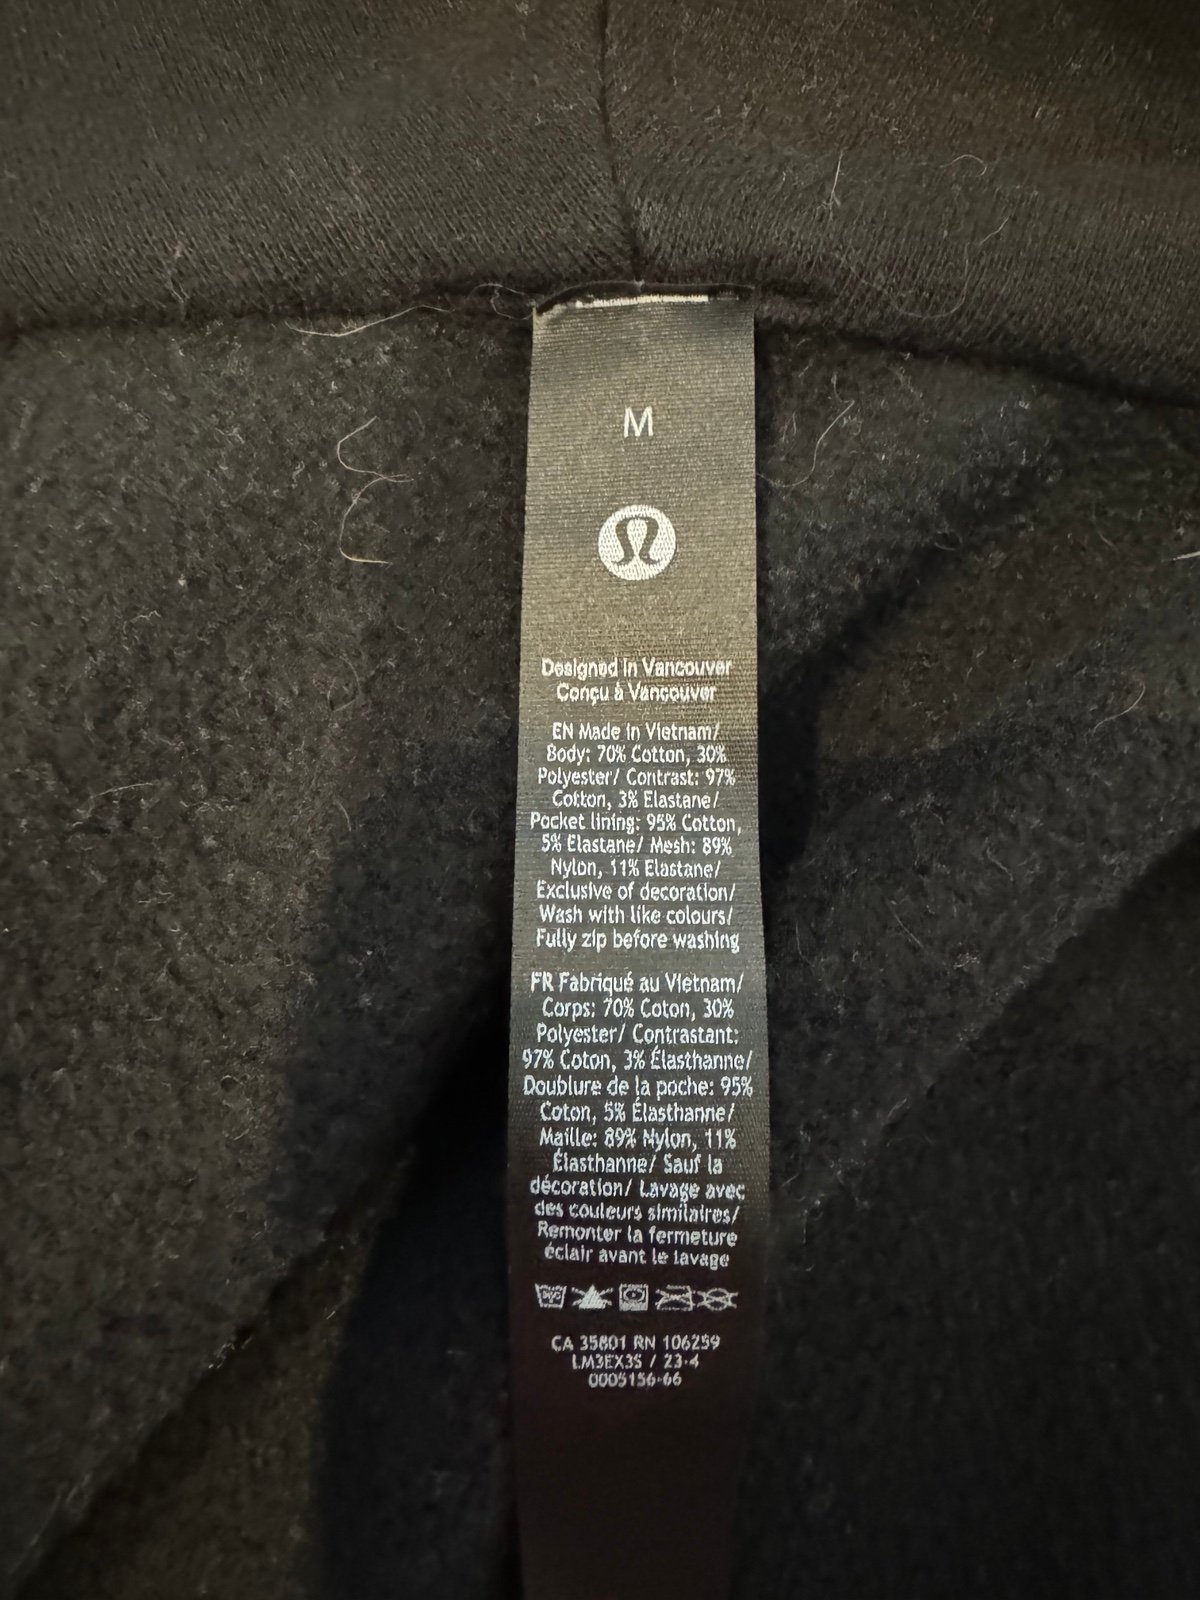 M
Designed in Vancouver
Conçu à Vancouver
EN Made in Vietnam/
Body: 70% Cotton, 30%
Polyester/ Contrast: 97%
Cotton, 3% Elastane/
Pocket lining: 95% Cotton,
5% Elastane/ Mesh: 89%
Nylon, 11% Elastane/
Exclusive of decoration/
Wash with like colours/
Fully zip before washing
FR Fabriqué au Vietnam/
Corps: 70% Coton, 30%
Polyester/ Contrastant:
97% Coton, 3% Élasthanne/
Doublure de la poche: 95%
Coton, 5% Élasthanne/
Maille: 89% Nylon, 11%
Élasthanne/ Sauf la
décoration/ Lavage avec
des couleurs similaires/
Remonter la fermeture
éclair avant le lavage
CA 35801 RN 106259
LM3EX3S / 23-4
0005156-66